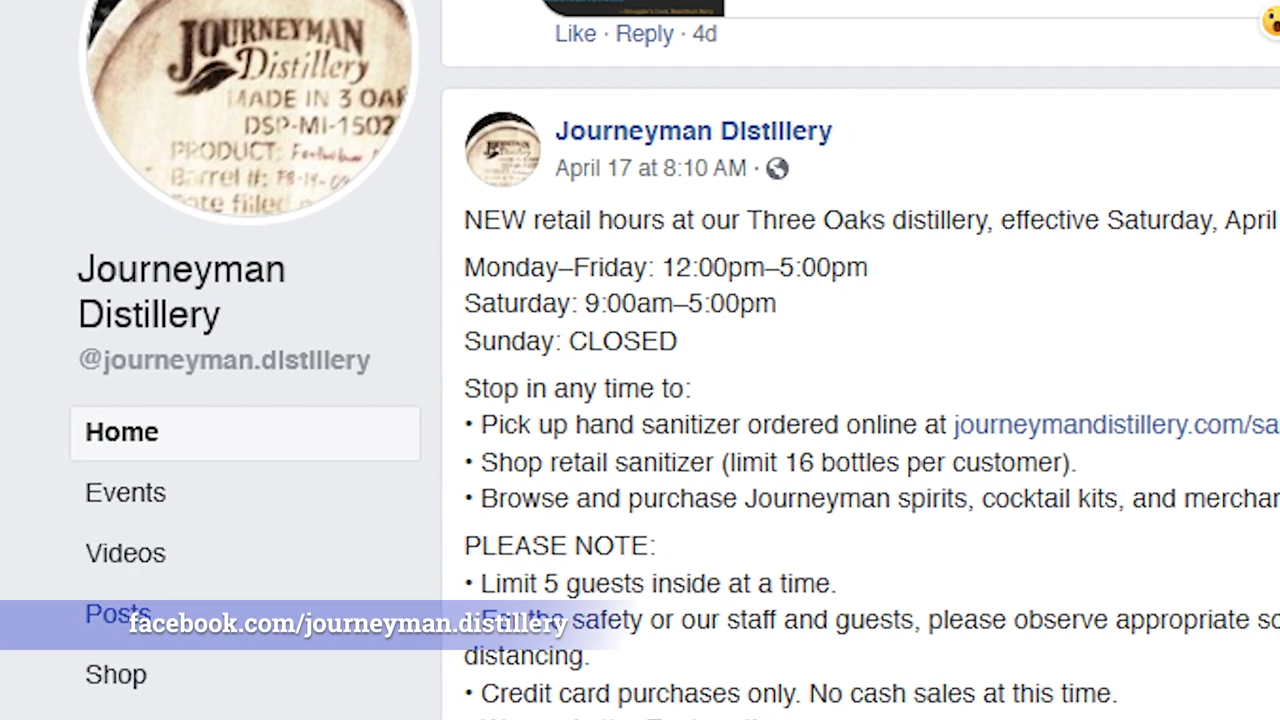 JOURNEYMAN
Distillery
MADE IN 3 OAK
DSP-MI-1502
PRODUCT:
Barrel #:
Date filled
Journeyman
Distillery
@journeyman.distillery
Home
Events
Videos
Posts
Shop
Like · Reply · 4d
Journeyman Distillery
April 17 at 8:10 AM ·
NEW retail hours at our Three Oaks distillery, effective Saturday, April
Monday–Friday: 12:00pm–5:00pm
Saturday: 9:00am–5:00pm
Sunday: CLOSED
Stop in any time to:
• Pick up hand sanitizer ordered online at journeymandistillery.com/sa
• Shop retail sanitizer (limit 16 bottles per customer).
• Browse and purchase Journeyman spirits, cocktail kits, and merchan
PLEASE NOTE:
• Limit 5 guests inside at a time.
• For the safety or our staff and guests, please observe appropriate so
distancing.
• Credit card purchases only. No cash sales at this time.
facebook.com/journeyman.distillery